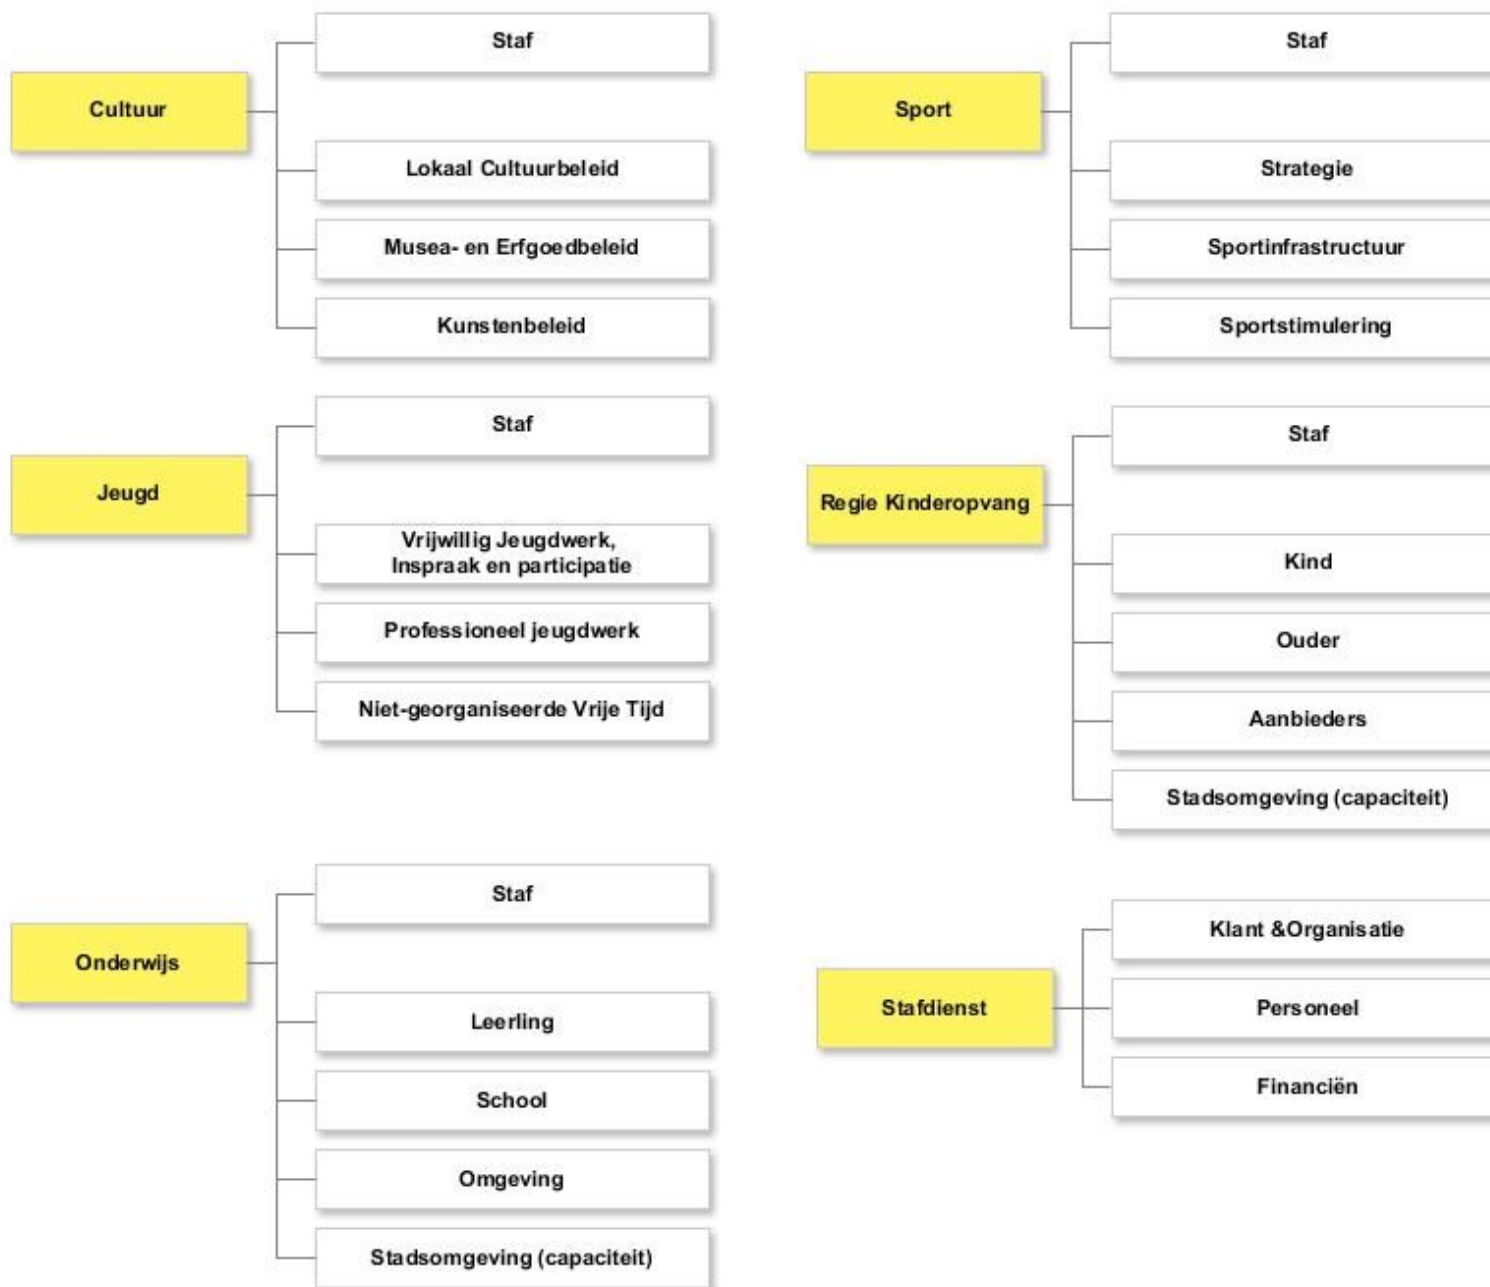 Cultuur
Staf
Lokaal Cultuurbeleid
Musea- en Erfgoedbeleid
Kunstenbeleid
Jeugd
Staf
Vrijwillig Jeugdwerk,
Inspraak en participatie
Professioneel jeugdwerk
Niet-georganiseerde Vrije Tijd
Onderwijs
Staf
Leerling
School
Omgeving
Stadsomgeving (capaciteit)
Sport
Staf
Strategie
Sportinfrastructuur
Sportstimulering
Regie Kinderopvang
Staf
Kind
Ouder
Aanbieders
Stadsomgeving (capaciteit)
Stafdienst
Klant &Organisatie
Personeel
Financiën